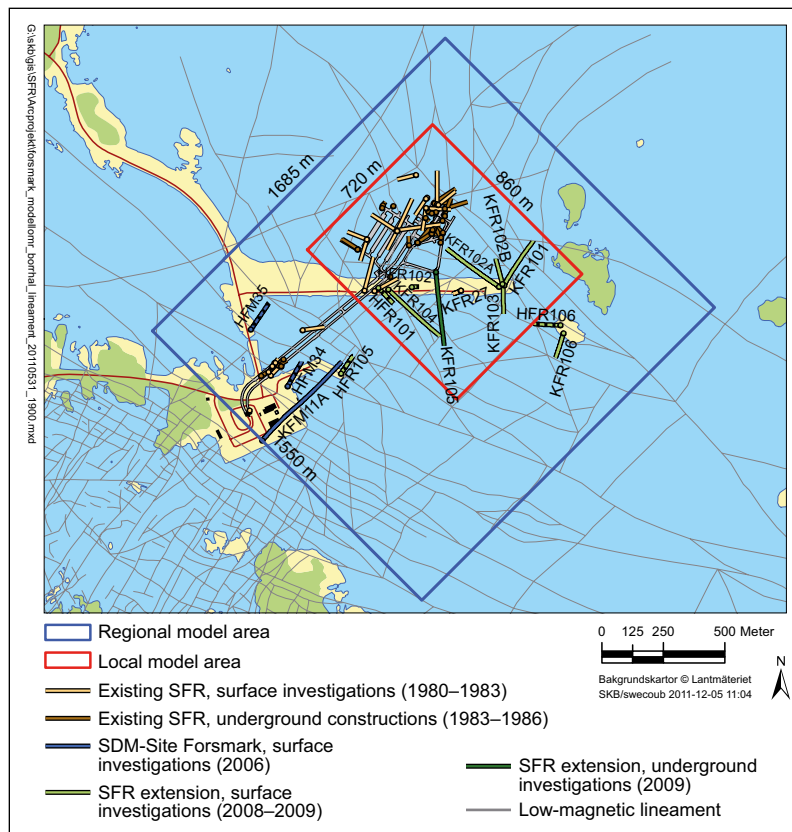 G:\skb\gis\SFR\Arcprojekt\forsmark_modellomr_borrhal_lineament_20110531_1900.mxd
1685 m
720 m
860 m
KFR102B
KFR101
KFR102A
HFR102
KFR27
KFR104
HFR101
KFR103
KFR105
HFR106
KFR106
HFM35
HFM34
HFR105
KFM11A
1550 m
Regional model area
Local model area
Existing SFR, surface investigations (1980–1983)
Existing SFR, underground constructions (1983–1986)
SDM-Site Forsmark, surface
investigations (2006)
SFR extension, surface
investigations (2008–2009)
0 125 250 500 Meter
Bakgrundskartor © Lantmäteriet
SKB/swecoub 2011-12-05 11:04
N
SFR extension, underground
investigations (2009)
Low-magnetic lineament